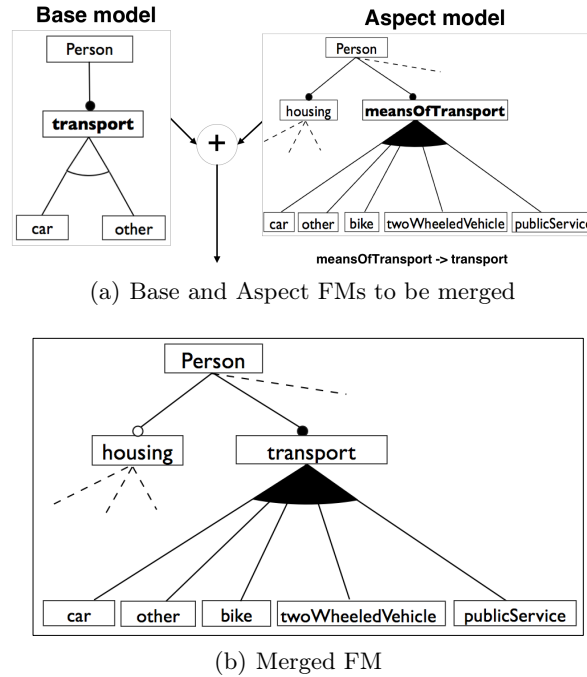 Base model
Aspect model
Person
transport
car
other
+
Person
housing
meansOfTransport
car
other
bike
twoWheeledVehicle
publicService
meansOfTransport -> transport
(a) Base and Aspect FMs to be merged
Person
housing
transport
car
other
bike
twoWheeledVehicle
publicService
(b) Merged FM